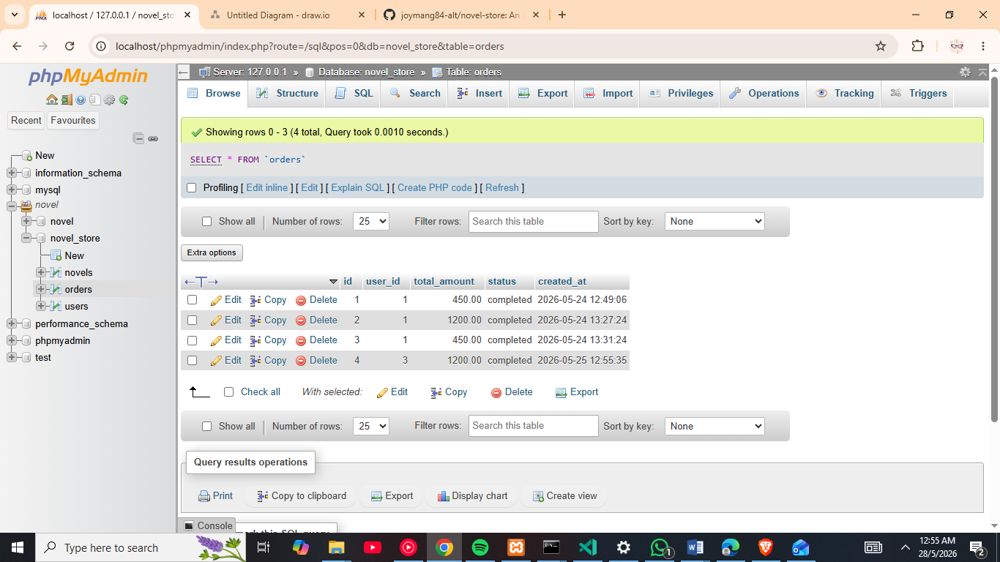 localhost / 127.0.0.1 / novel_sto
Untitled Diagram - draw.io
joymang84-alt/novel-store: An
localhost/phpmyadmin/index.php?route=/sql&pos=0&db=novel_store&table=orders
phpMyAdmin
Recent Favourites
New
information_schema
mysql
novel
novel
novel_store
New
novels
orders
users
performance_schema
phpmyadmin
test
Server: 127.0.0.1 » Database: novel_store » Table: orders
Browse Structure SQL Search Insert Export Import Privileges Operations Tracking Triggers
Showing rows 0 - 3 (4 total, Query took 0.0010 seconds.)
SELECT * FROM `orders`
Profiling [ Edit inline ] [ Edit ] [ Explain SQL ] [ Create PHP code ] [ Refresh ]
Show all Number of rows: 25 Filter rows: Search this table Sort by key: None
Extra options
id user_id total_amount status created_at
Edit Copy Delete 1 1 450.00 completed 2026-05-24 12:49:06
Edit Copy Delete 2 1 1200.00 completed 2026-05-24 13:27:24
Edit Copy Delete 3 1 450.00 completed 2026-05-24 13:31:24
Edit Copy Delete 4 3 1200.00 completed 2026-05-25 12:55:35
Check all With selected: Edit Copy Delete Export
Show all Number of rows: 25 Filter rows: Search this table Sort by key: None
Query results operations
Print Copy to clipboard Export Display chart Create view
Console
Type here to search
1
12:55 AM
28/5/2026
2